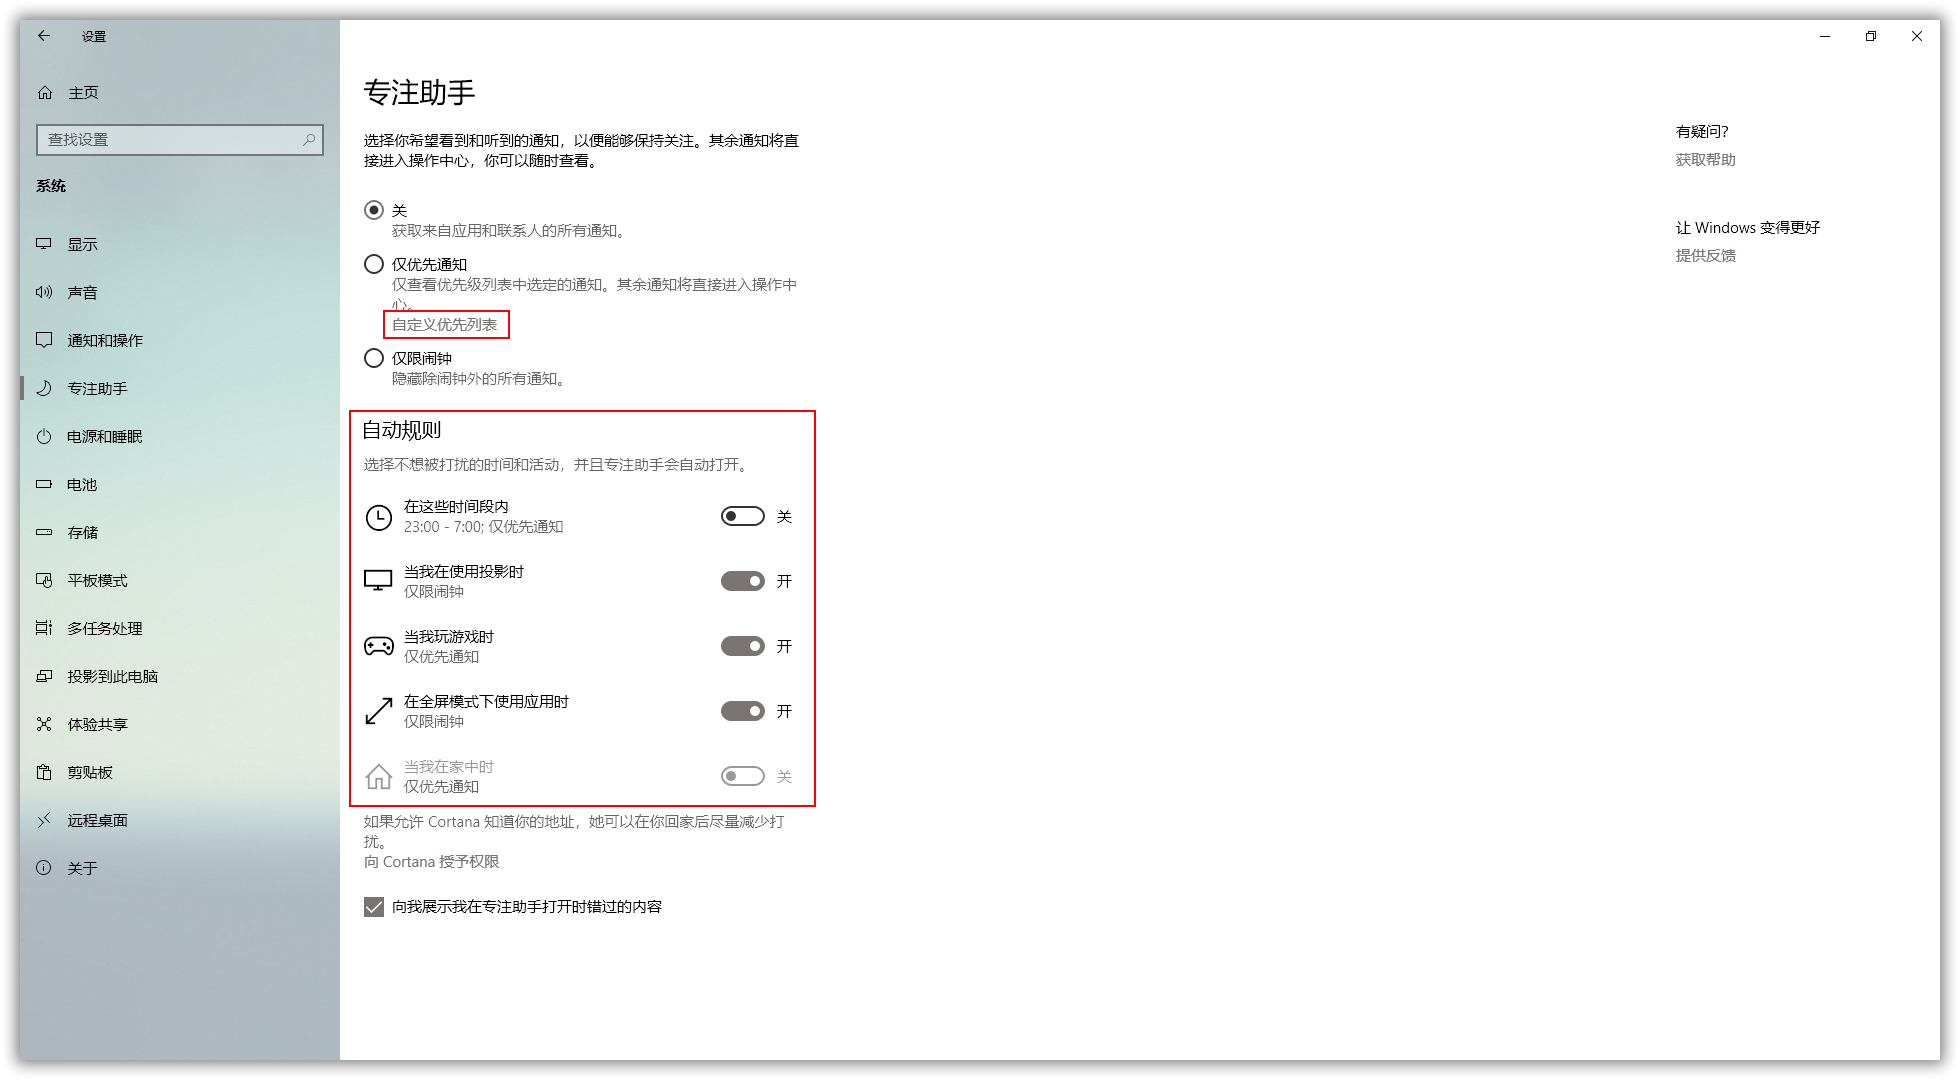 设置
主页
查找设置
系统
显示
声音
通知和操作
专注助手
电源和睡眠
电池
存储
平板模式
多任务处理
投影到此电脑
体验共享
剪贴板
远程桌面
关于
专注助手
选择你希望看到和听到的通知，以便能够保持关注。其余通知将直
接进入操作中心，你可以随时查看。
关
获取来自应用和联系人的所有通知。
仅优先通知
仅查看优先级列表中选定的通知。其余通知将直接进入操作中
心。
自定义优先列表
仅限闹钟
隐藏除闹钟外的所有通知。
自动规则
选择不想被打扰的时间和活动，并且专注助手会自动打开。
在这些时间段内
23:00 - 7:00; 仅优先通知
关
当我在使用投影时
仅限闹钟
开
当我玩游戏时
仅优先通知
开
在全屏模式下使用应用时
仅限闹钟
开
当我在家中时
仅优先通知
关
如果允许 Cortana 知道你的地址，她可以在你回家后尽量减少打
扰。
向 Cortana 授予权限
向我展示我在专注助手打开时错过的内容
有疑问?
获取帮助
让 Windows 变得更好
提供反馈